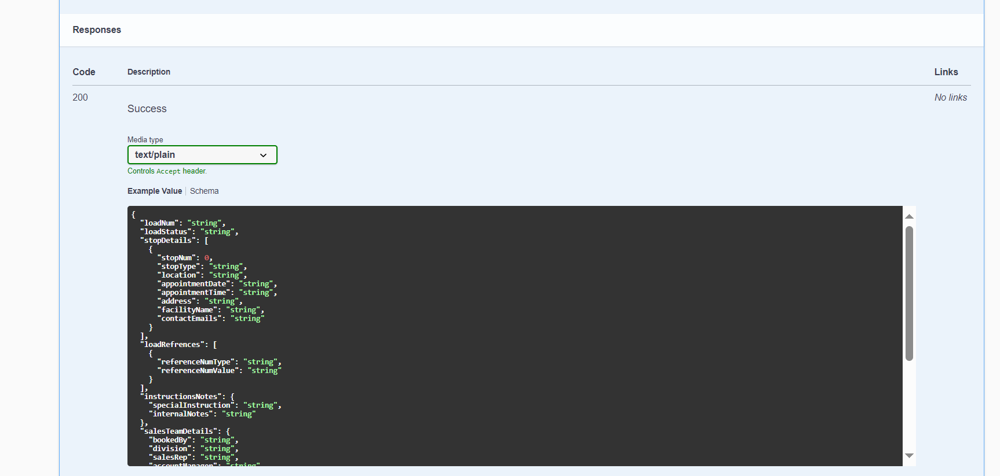 Responses
Code Description Links
200 Success No links
Media type
text/plain
Controls Accept header.
Example Value Schema
{
  "loadNum": "string",
  "loadStatus": "string",
  "stopDetails": [
    {
      "stopNum": 0,
      "stopType": "string",
      "location": "string",
      "appointmentDate": "string",
      "appointmentTime": "string",
      "address": "string",
      "facilityName": "string",
      "contactEmails": "string"
    }
  ],
  "loadRefrences": [
    {
      "referenceNumType": "string",
      "referenceNumValue": "string"
    }
  ],
  "instructionsNotes": {
    "specialInstruction": "string",
    "internalNotes": "string"
  },
  "salesTeamDetails": {
    "bookedBy": "string",
    "division": "string",
    "salesRep": "string",
    "accountManager": "string"